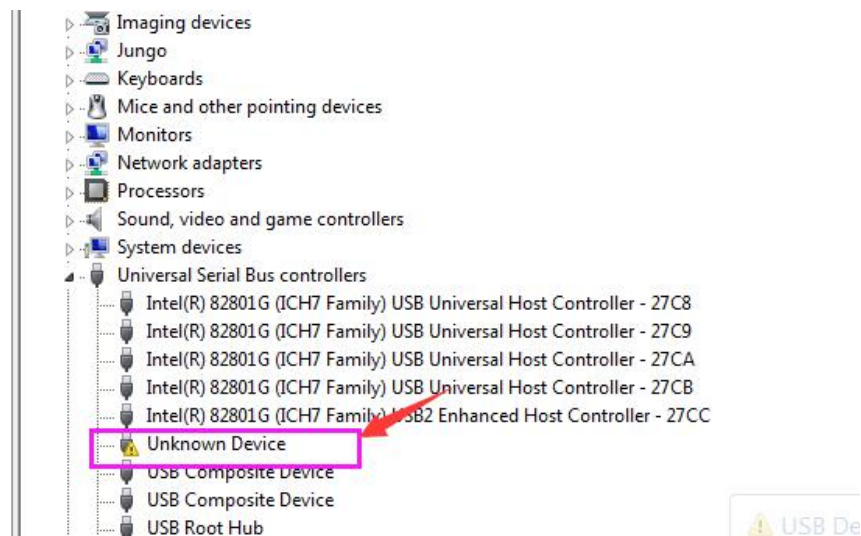 Imaging devices
Jungo
Keyboards
Mice and other pointing devices
Monitors
Network adapters
Processors
Sound, video and game controllers
System devices
Universal Serial Bus controllers
Intel(R) 82801G (ICH7 Family) USB Universal Host Controller - 27C8
Intel(R) 82801G (ICH7 Family) USB Universal Host Controller - 27C9
Intel(R) 82801G (ICH7 Family) USB Universal Host Controller - 27CA
Intel(R) 82801G (ICH7 Family) USB Universal Host Controller - 27CB
Intel(R) 82801G (ICH7 Family) USB2 Enhanced Host Controller - 27CC
Unknown Device
USB Composite Device
USB Composite Device
USB Root Hub
USB De